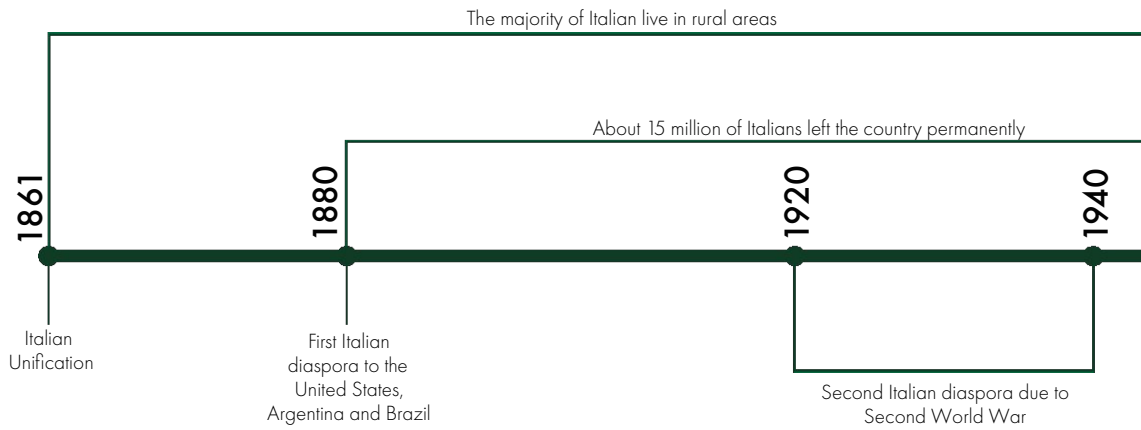 The majority of Italian live in rural areas
About 15 million of Italians left the country permanently
1861
1880
1920
1940
Italian
Unification
First Italian
diaspora to the
United States,
Argentina and Brazil
Second Italian diaspora due to
Second World War